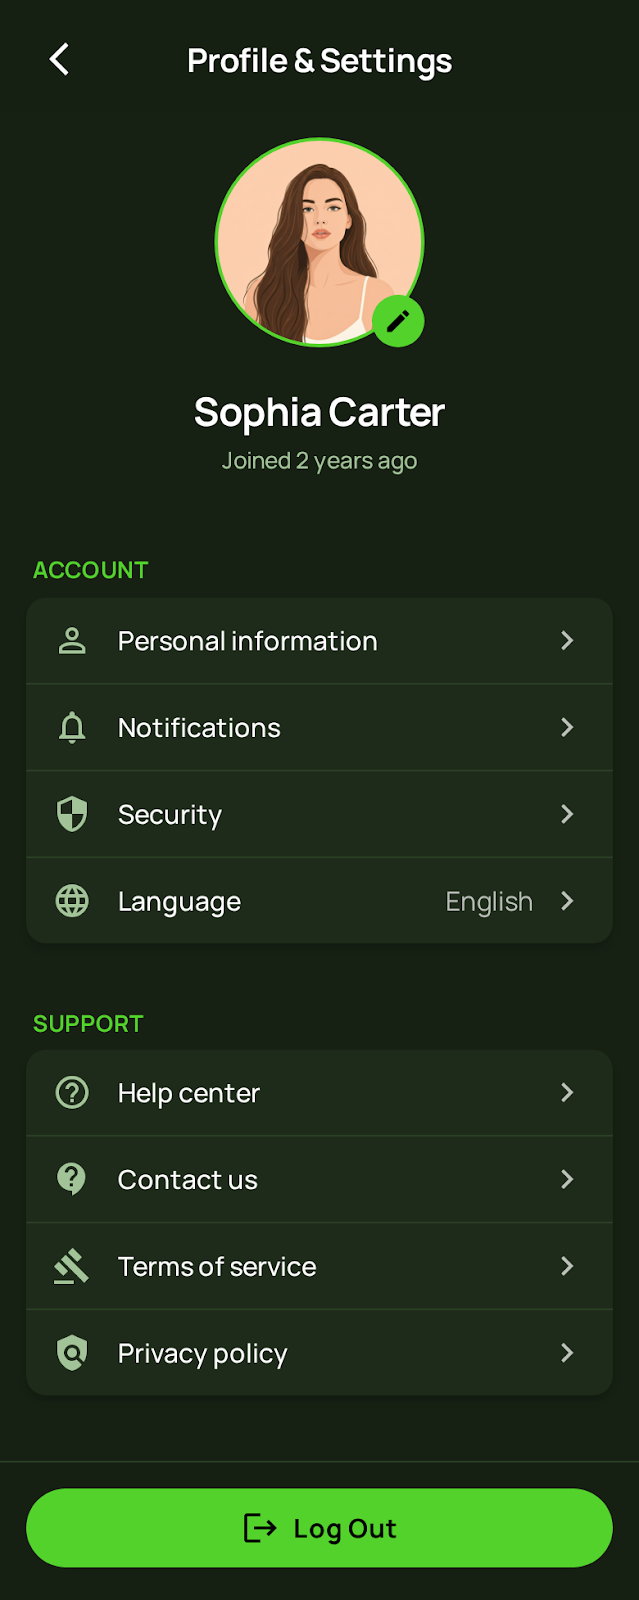 Profile & Settings
Sophia Carter
Joined 2 years ago
ACCOUNT
Personal information
Notifications
Security
Language English
SUPPORT
Help center
Contact us
Terms of service
Privacy policy
Log Out